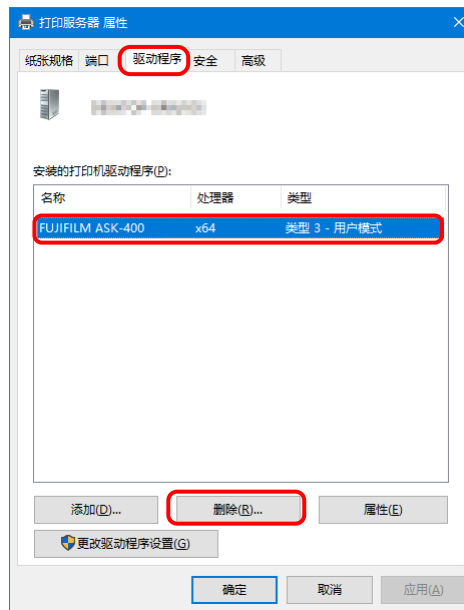 打印服务器 属性
纸张规格 端口 驱动程序 安全 高级
安装的打印机驱动程序(P):
名称 处理器 类型
FUJIFILM ASK-400 x64 类型 3 - 用户模式
添加(D)... 删除(R)... 属性(E)
更改驱动程序设置(G)
确定 取消 应用(A)